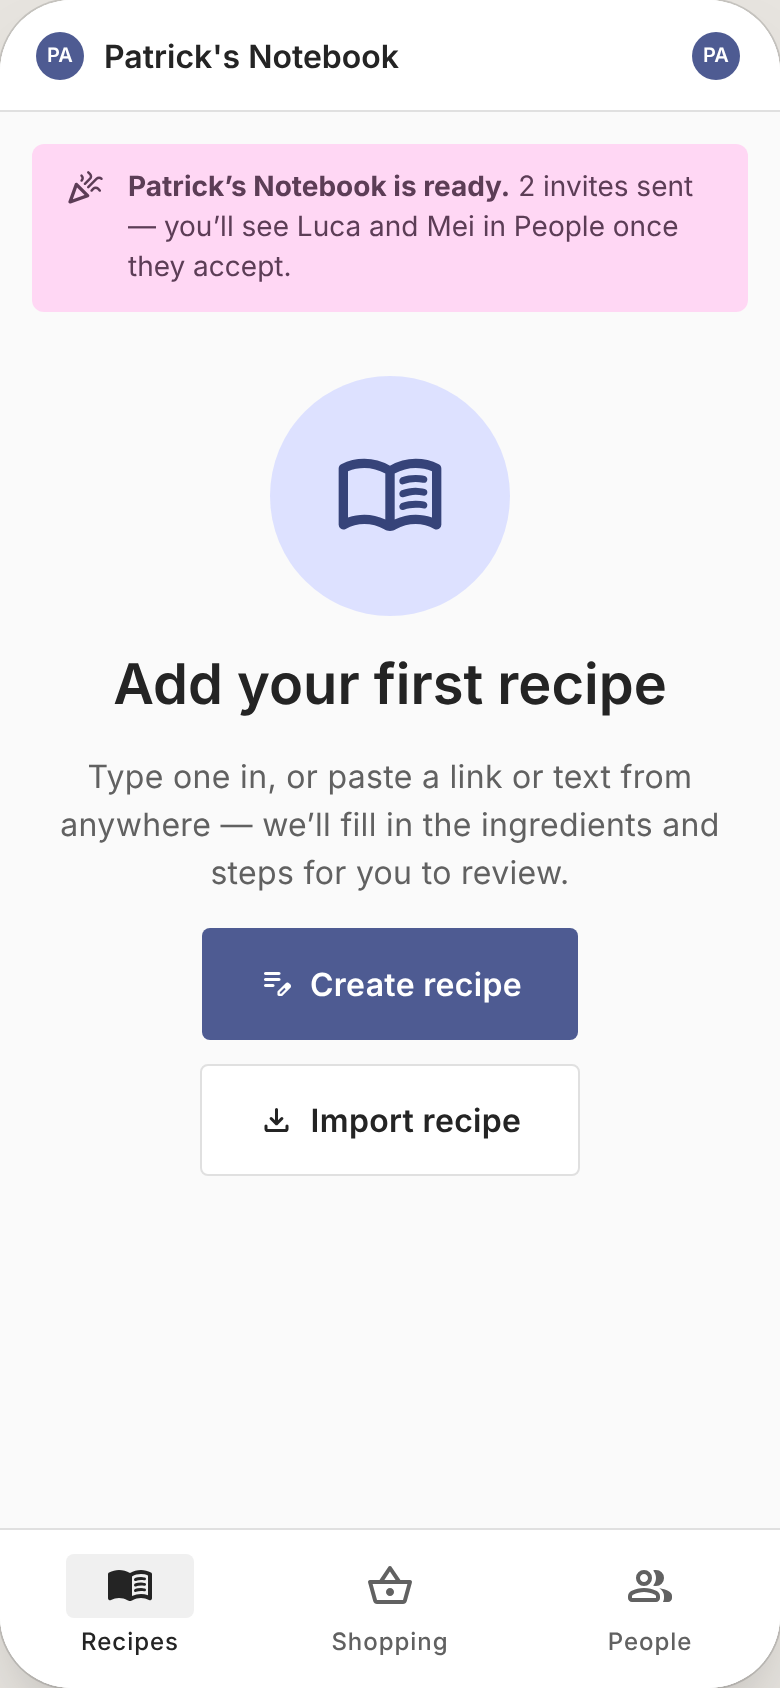 PA Patrick's Notebook PA
Patrick’s Notebook is ready. 2 invites sent
— you’ll see Luca and Mei in People once
they accept.
Add your first recipe
Type one in, or paste a link or text from
anywhere — we’ll fill in the ingredients and
steps for you to review.
Create recipe
Import recipe
Recipes Shopping People